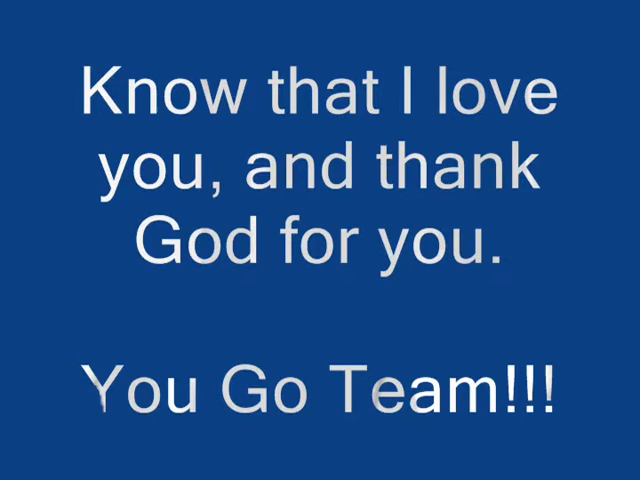 Know that I love
you, and thank
God for you.
You Go Team!!!